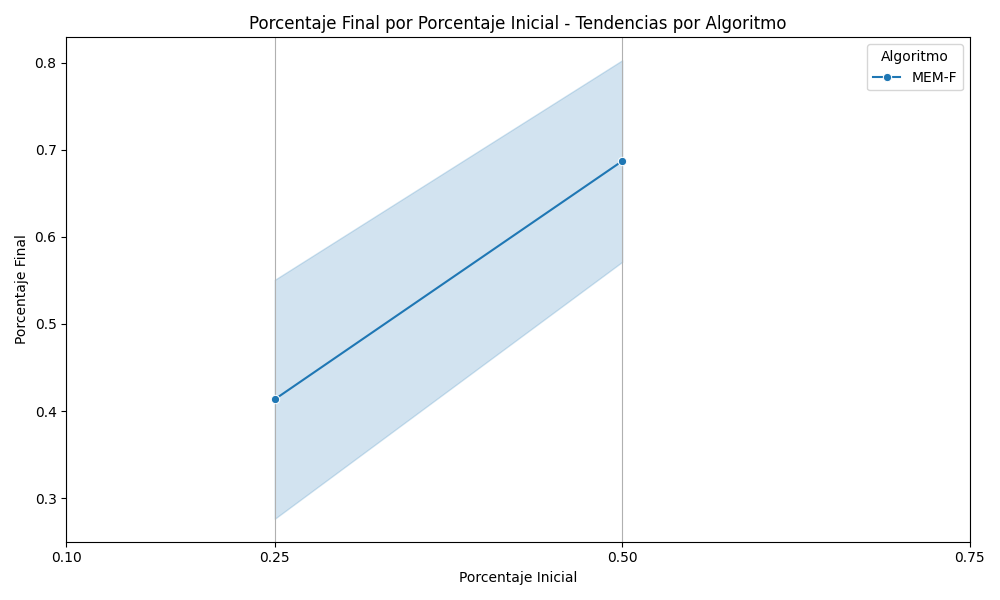 Porcentaje Final por Porcentaje Inicial - Tendencias por Algoritmo
Algoritmo
MEM-F
Porcentaje Final
0.8
0.7
0.6
0.5
0.4
0.3
0.10
0.25
0.50
0.75
Porcentaje Inicial